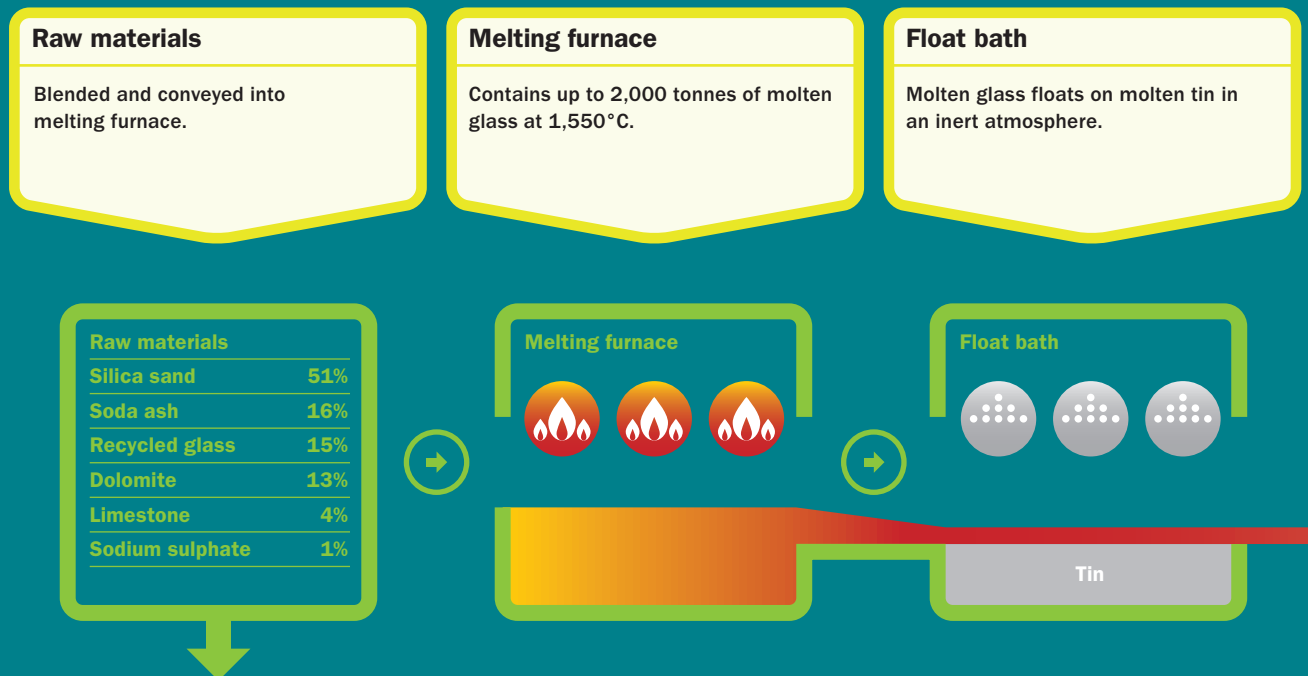 Raw materials
Blended and conveyed into
melting furnace.
Melting furnace
Contains up to 2,000 tonnes of molten
glass at 1,550°C.
Float bath
Molten glass floats on molten tin in
an inert atmosphere.
Raw materials
Silica sand 51%
Soda ash 16%
Recycled glass 15%
Dolomite 13%
Limestone 4%
Sodium sulphate 1%
Melting furnace
Float bath
Tin